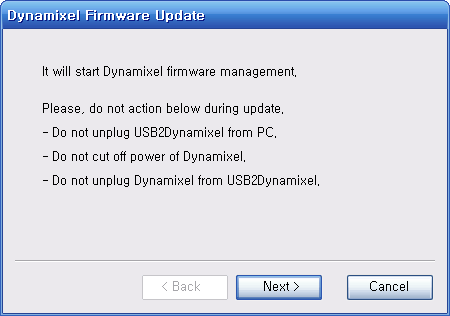 Dynamixel Firmware Update
It will start Dynamixel firmware management.
Please, do not action below during update.
- Do not unplug USB2Dynamixel from PC.
- Do not cut off power of Dynamixel.
- Do not unplug Dynamixel from USB2Dynamixel.
< Back Next > Cancel